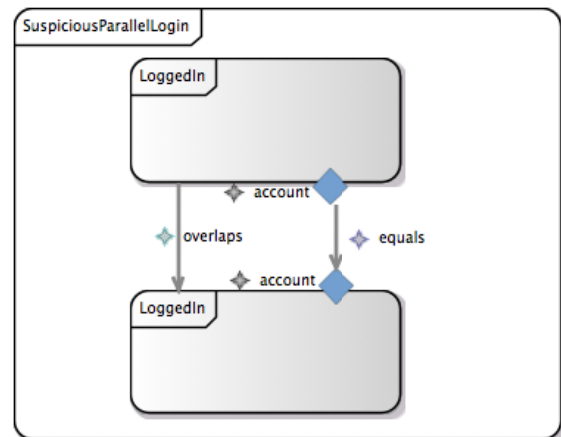 SuspiciousParallelLogin
LoggedIn
account
overlaps
equals
account
LoggedIn